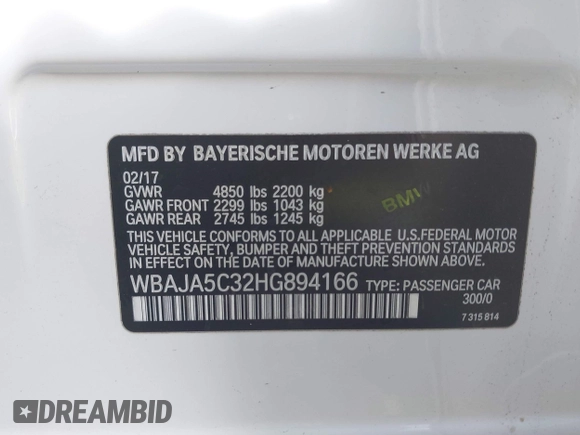 MFD BY BAYERISCHE MOTOREN WERKE AG
02/17
GVWR 4850 lbs 2200 kg
GAWR FRONT 2299 lbs 1043 kg
GAWR REAR 2745 lbs 1245 kg
BMW
THIS VEHICLE CONFORMS TO ALL APPLICABLE U.S.FEDERAL MOTOR
VEHICLE SAFETY, BUMPER AND THEFT PREVENTION STANDARDS
IN EFFECT ON THE DATE OF MANUFACTURE SHOWN ABOVE.
WBAJA5C32HG894166 TYPE: PASSENGER CAR
300/0
7 315 814
DREAMBID